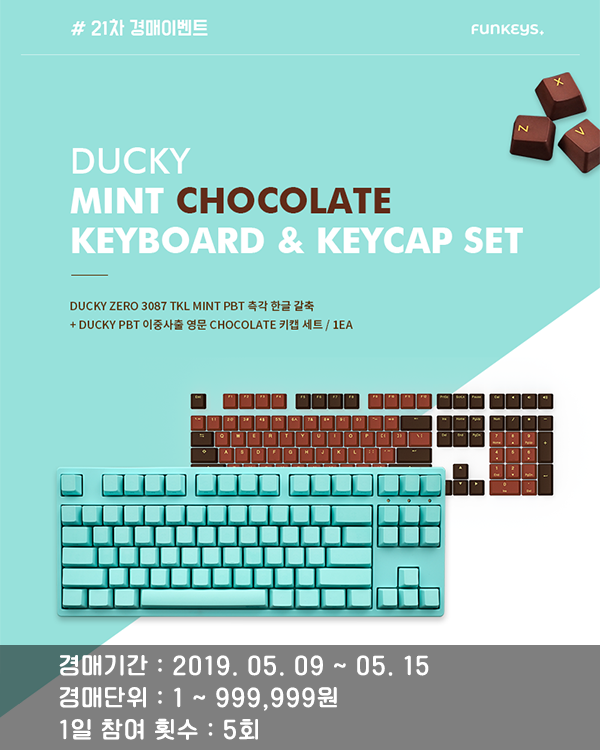 # 21차 경매이벤트
FUNKEYS.
X
Z
V
DUCKY
MINT CHOCOLATE
KEYBOARD & KEYCAP SET
DUCKY ZERO 3087 TKL MINT PBT 측각 한글 갈축
+ DUCKY PBT 이중사출 영문 CHOCOLATE 키캡 세트 / 1EA
경매기간 : 2019. 05. 09 ~ 05. 15
경매단위 : 1 ~ 999,999원
1일 참여 횟수 : 5회